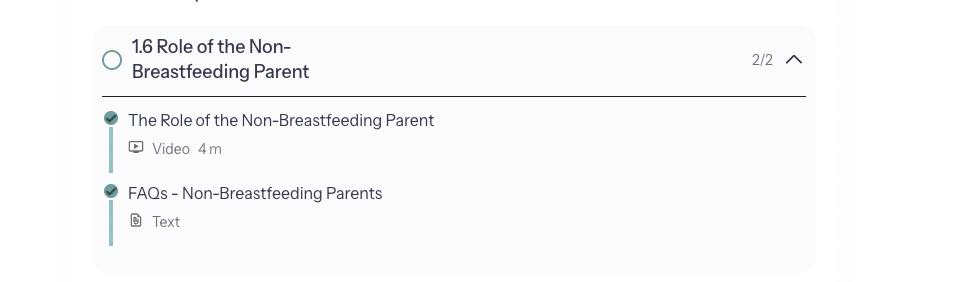 1.6 Role of the Non-
Breastfeeding Parent
2/2
The Role of the Non-Breastfeeding Parent
Video 4 m
FAQs - Non-Breastfeeding Parents
Text